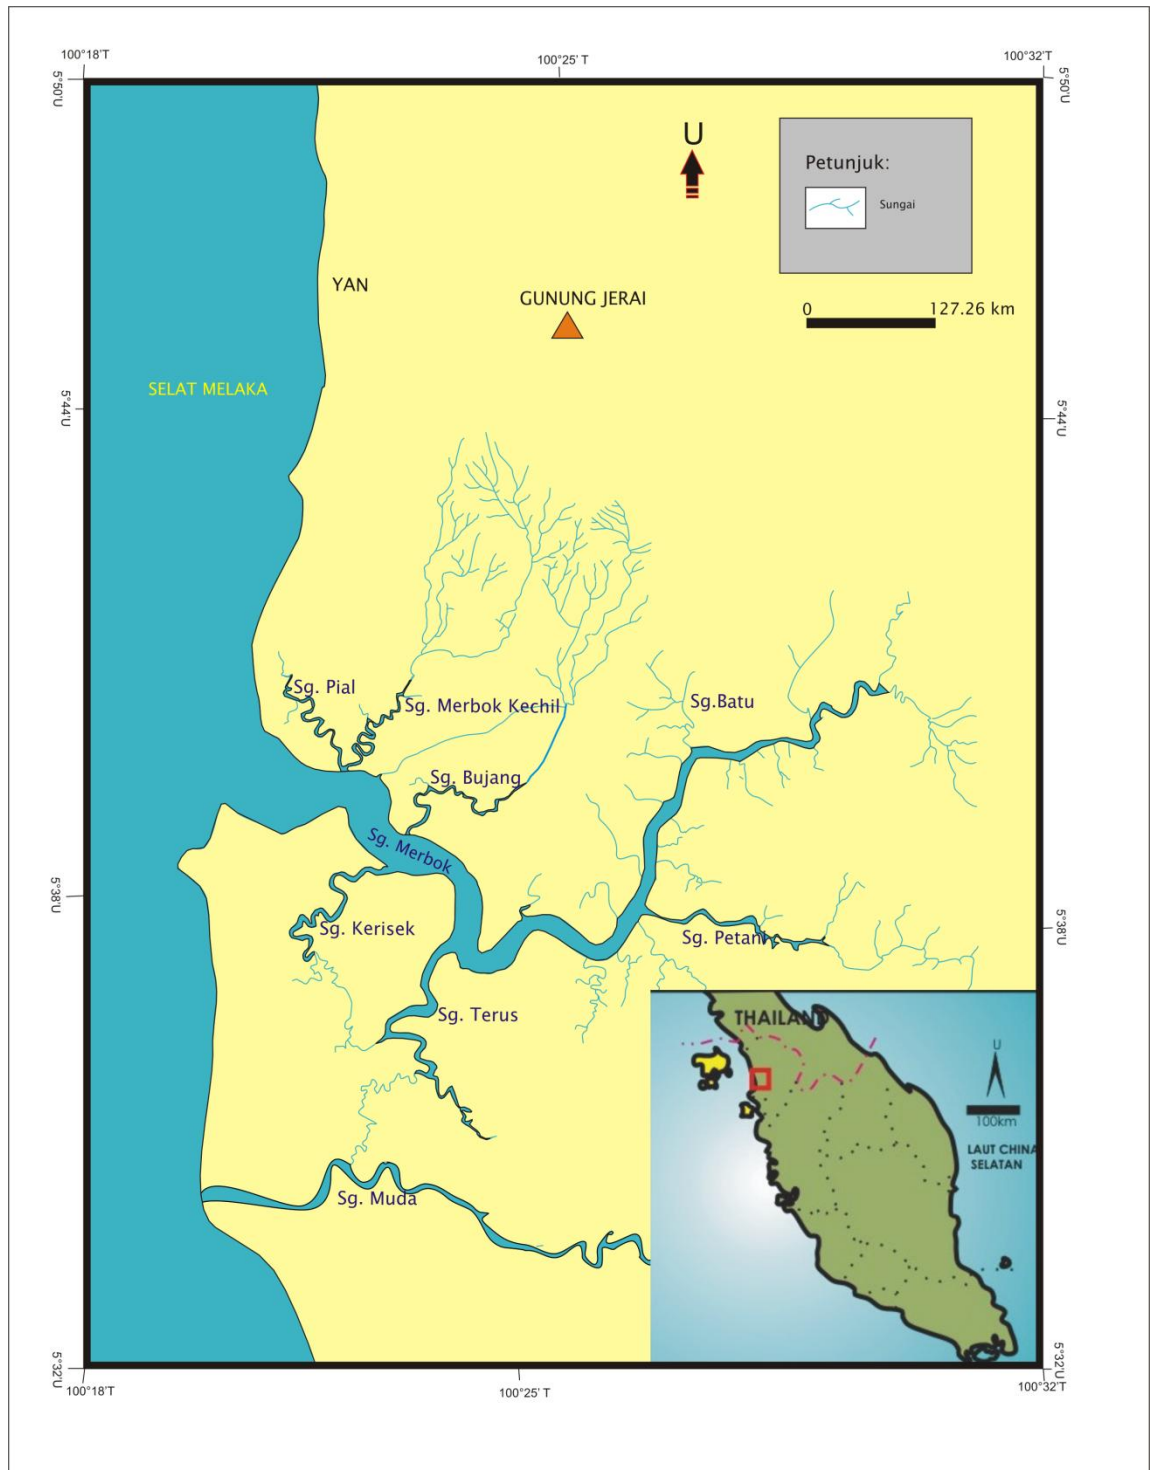 100°18'T
100°25' T
100°32'T
5°50'U
5°50'U
U
Petunjuk:
Sungai
YAN
GUNUNG JERAI
0
127.26 km
SELAT MELAKA
5°44'U
5°44'U
Sg. Pial
Sg. Merbok Kechil
Sg.Batu
Sg. Bujang
Sg. Merbok
5°38'U
5°38'U
Sg. Kerisek
Sg. Petani
Sg. Terus
THAILAND
U
100km
LAUT CHINA
SELATAN
Sg. Muda
5°32'U
5°32'U
100°18'T
100°25' T
100°32'T